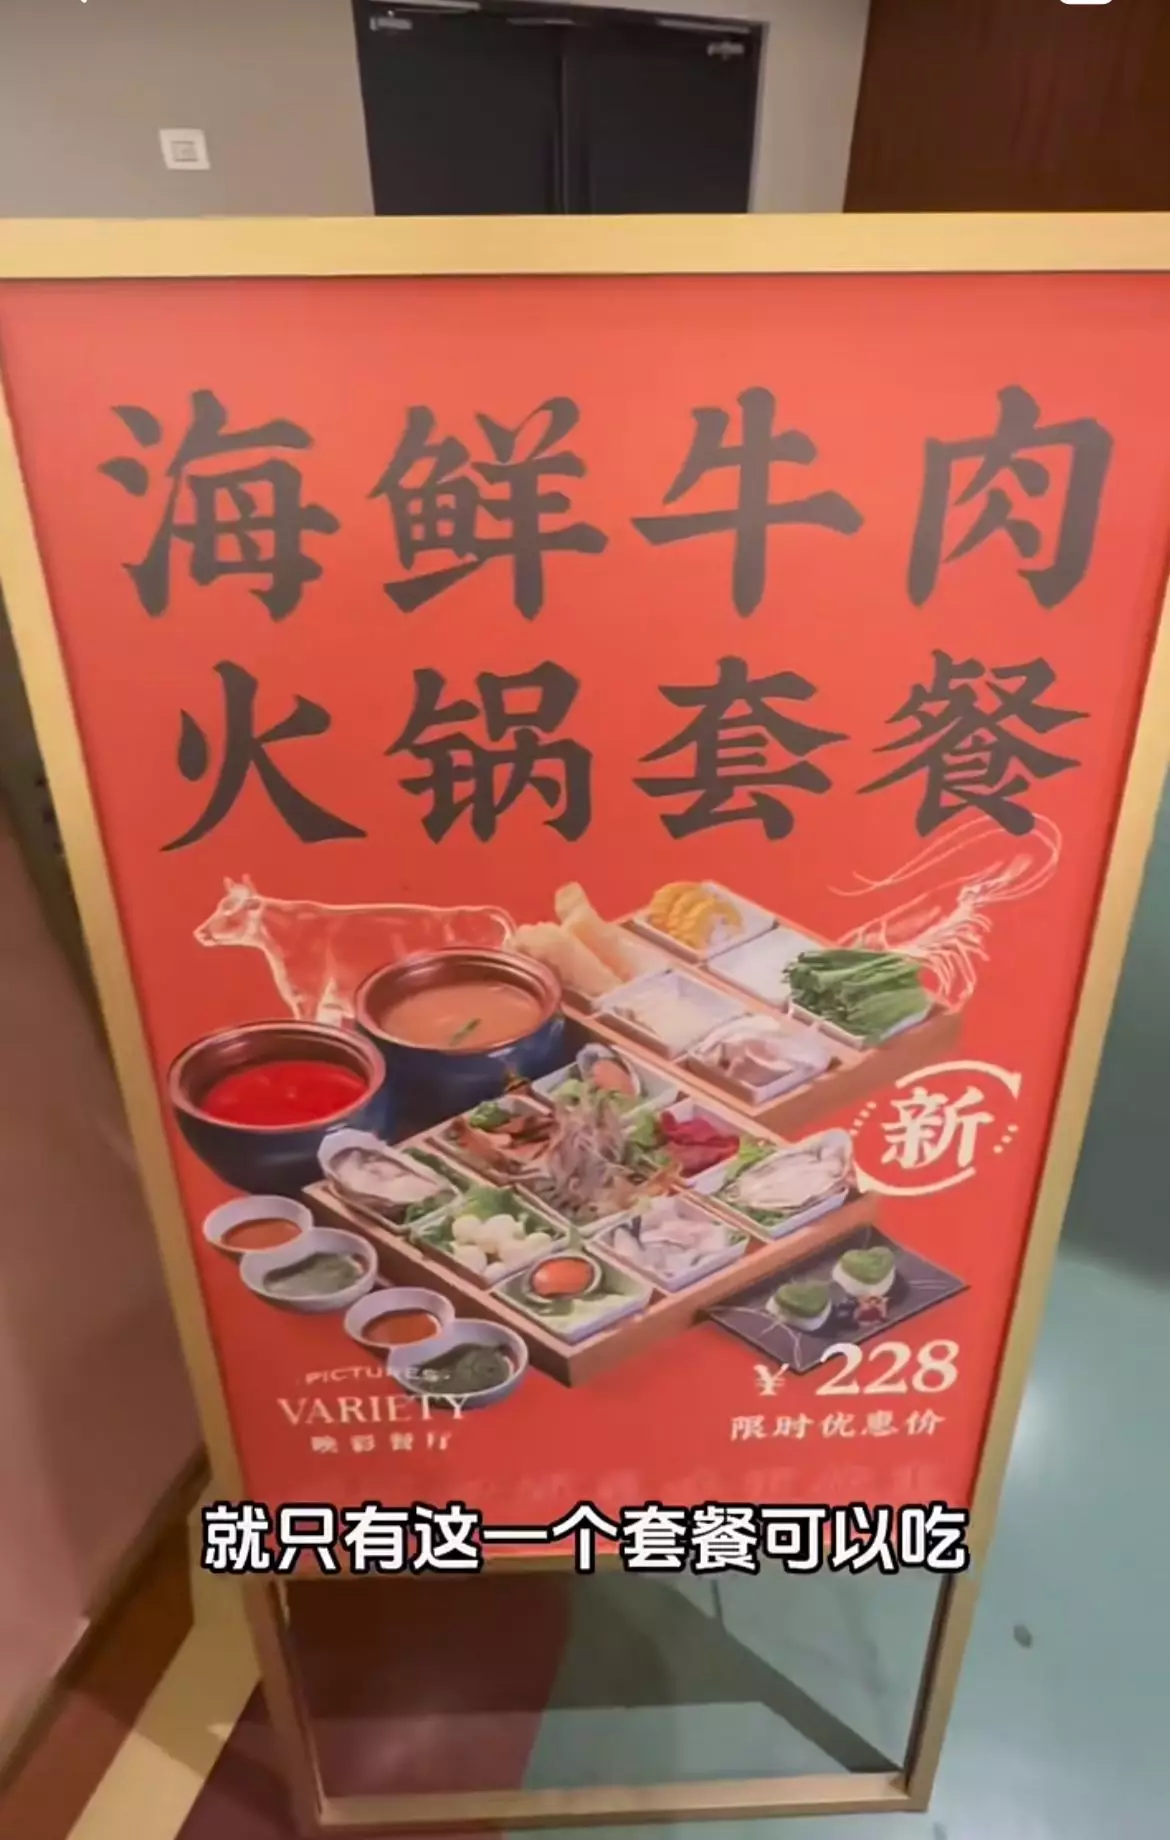 海鲜牛肉
火锅套餐
新
PICTURES
VARIETY
映彩餐厅
¥ 228
限时优惠价
就只有这一个套餐可以吃